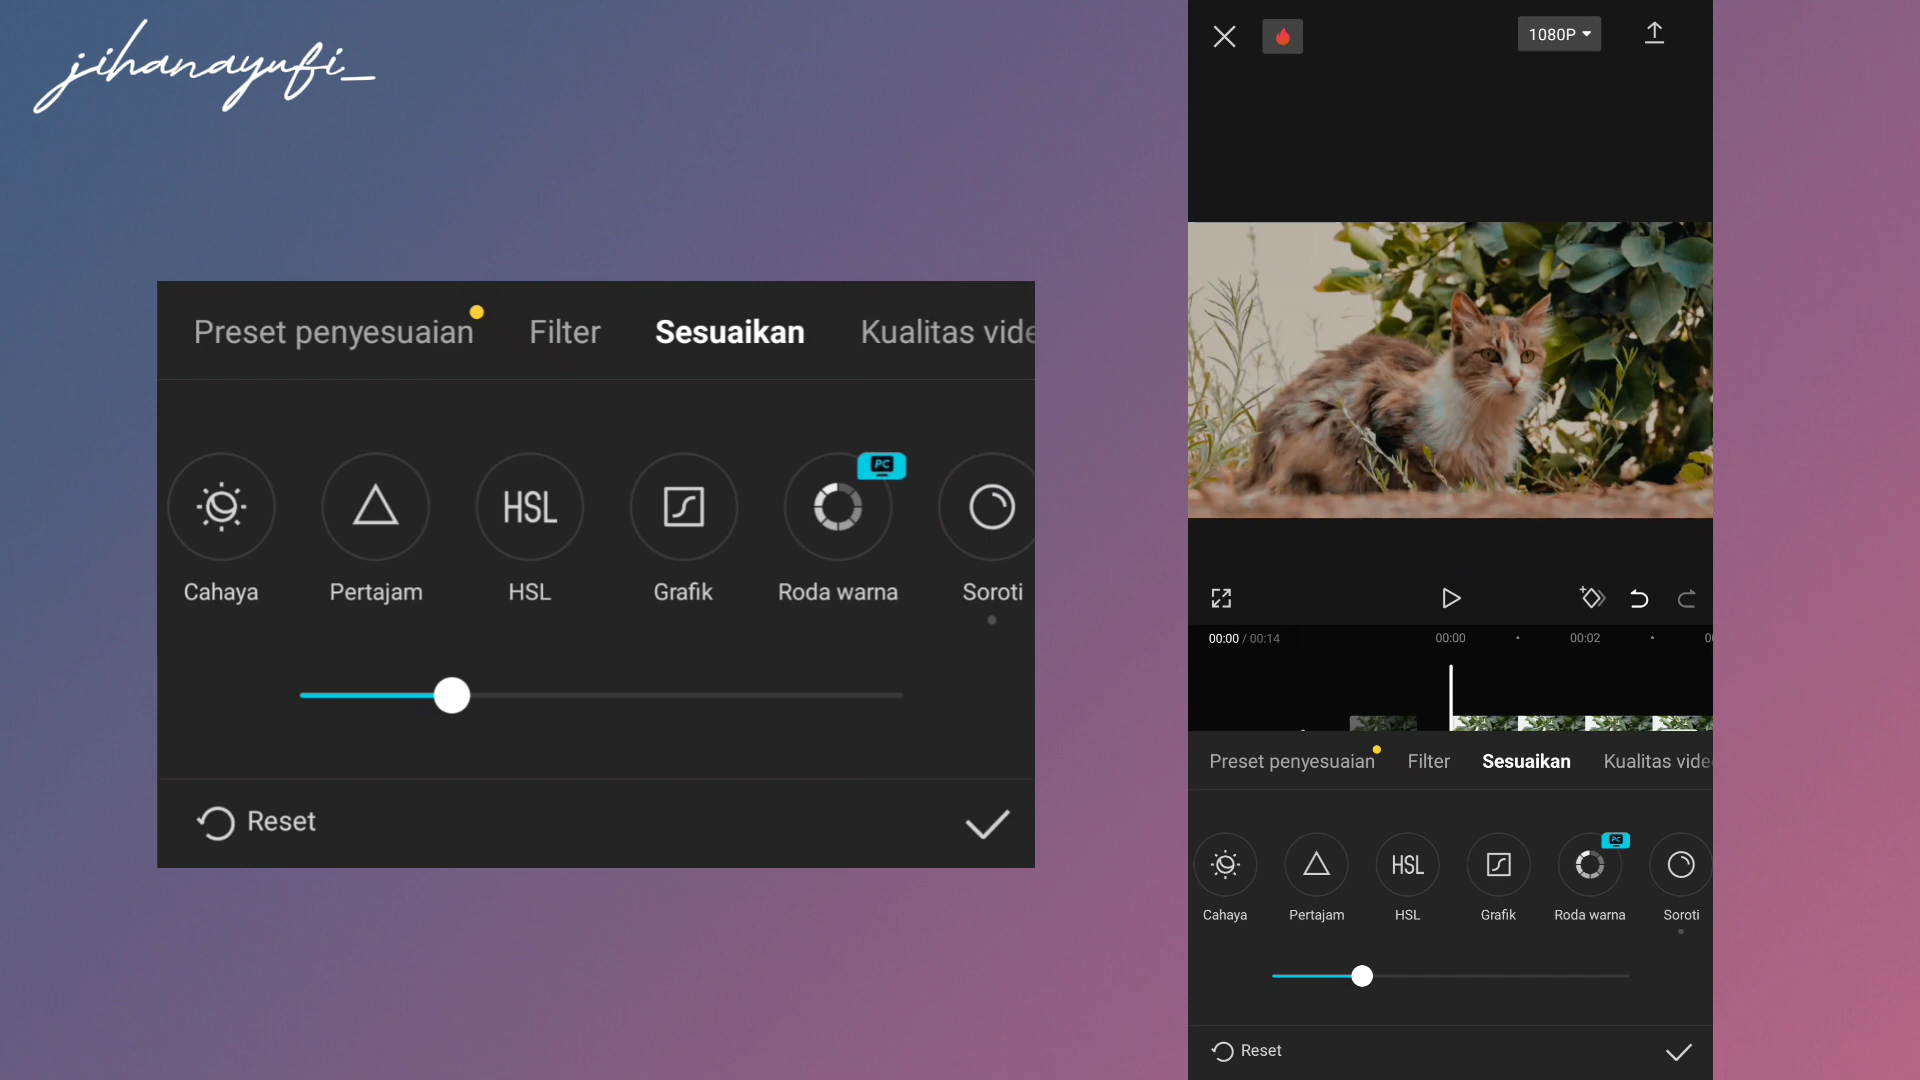 jihanayufi_
Preset penyesuaian Filter Sesuaikan Kualitas vide
PC
HSL
Cahaya Pertajam HSL Grafik Roda warna Soroti
Reset
1080P
00:00 / 00:14 00:00 00:02 0
Preset penyesuaian Filter Sesuaikan Kualitas vide
PC
HSL
Cahaya Pertajam HSL Grafik Roda warna Soroti
Reset